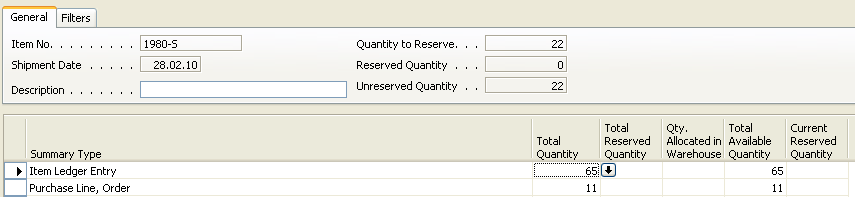 General Filters
Item No. . . . . . . . . . 1980-S Quantity to Reserve. . . . 22
Shipment Date . . . . . 28.02.10 Reserved Quantity . . . 0
Description . . . . . . . Unreserved Quantity . . 22
Summary Type Total Quantity Total Reserved Quantity Qty. Allocated in Warehouse Total Available Quantity Current Reserved Quantity
Item Ledger Entry 65 65
Purchase Line, Order 11 11